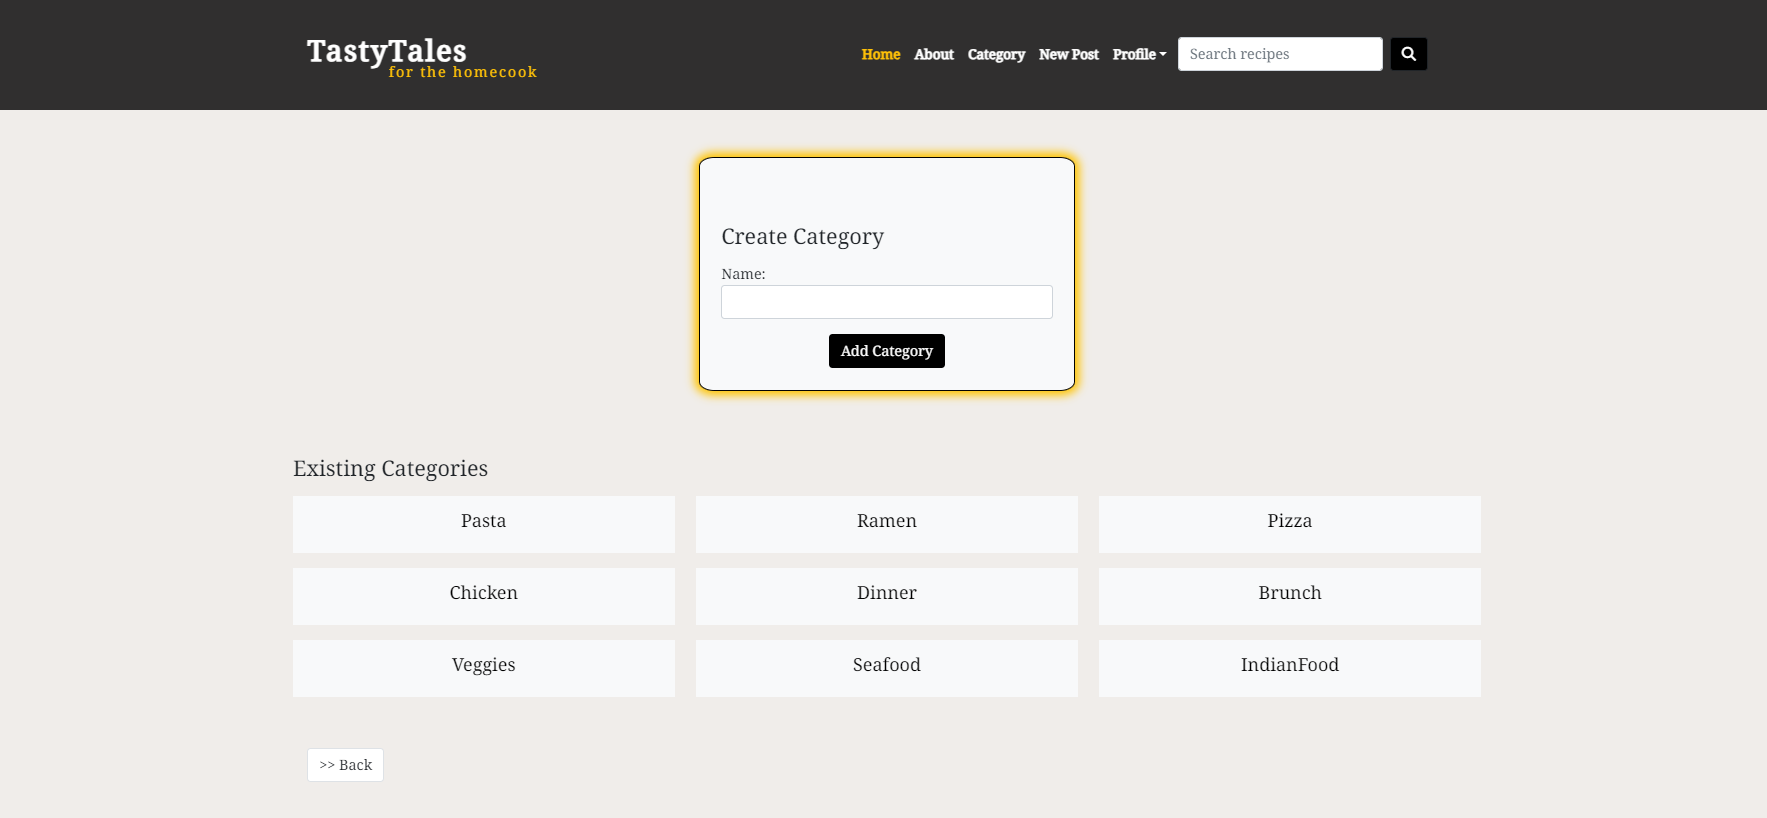 TastyTales
for the homecook
Home About Category New Post Profile Search recipes
Create Category
Name:
Add Category
Existing Categories
Pasta Ramen Pizza
Chicken Dinner Brunch
Veggies Seafood IndianFood
>> Back